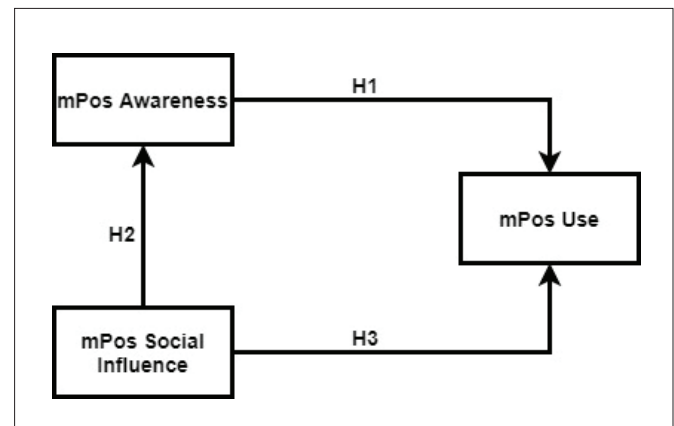 mPos Awareness
H1
mPos Use
H2
mPos Social
Influence
H3